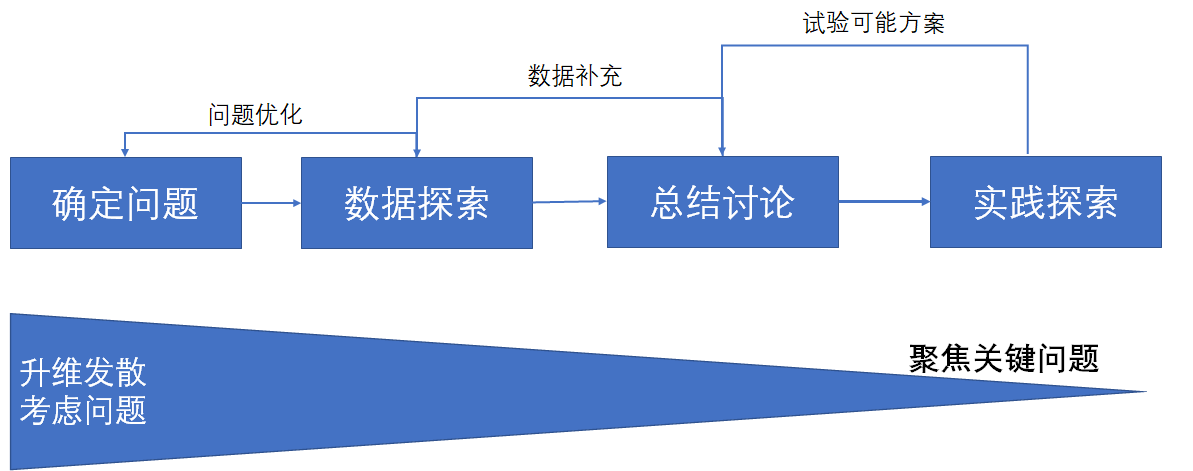 试验可能方案
数据补充
问题优化
确定问题
数据探索
总结讨论
实践探索
升维发散
考虑问题
聚焦关键问题